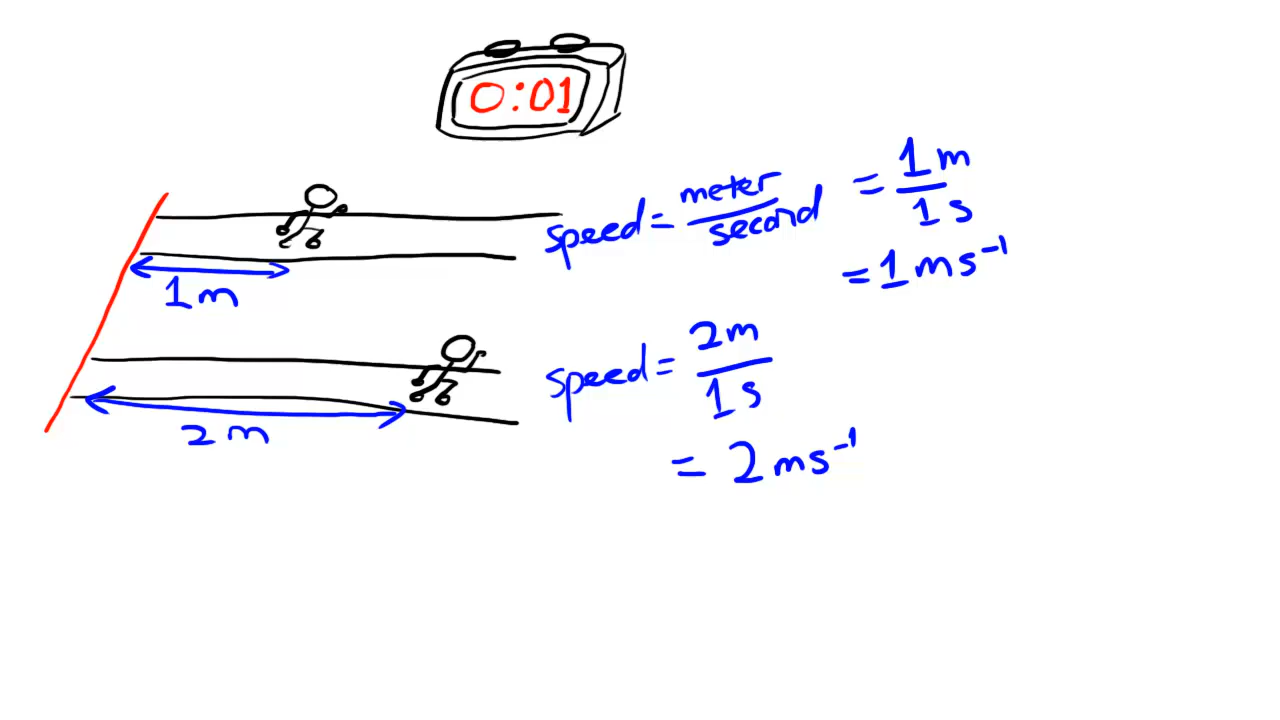 0:01
speed = meter/second = 1m/1s
= 1 ms⁻¹
1m
speed = 2m/1s
= 2 ms⁻¹
2m